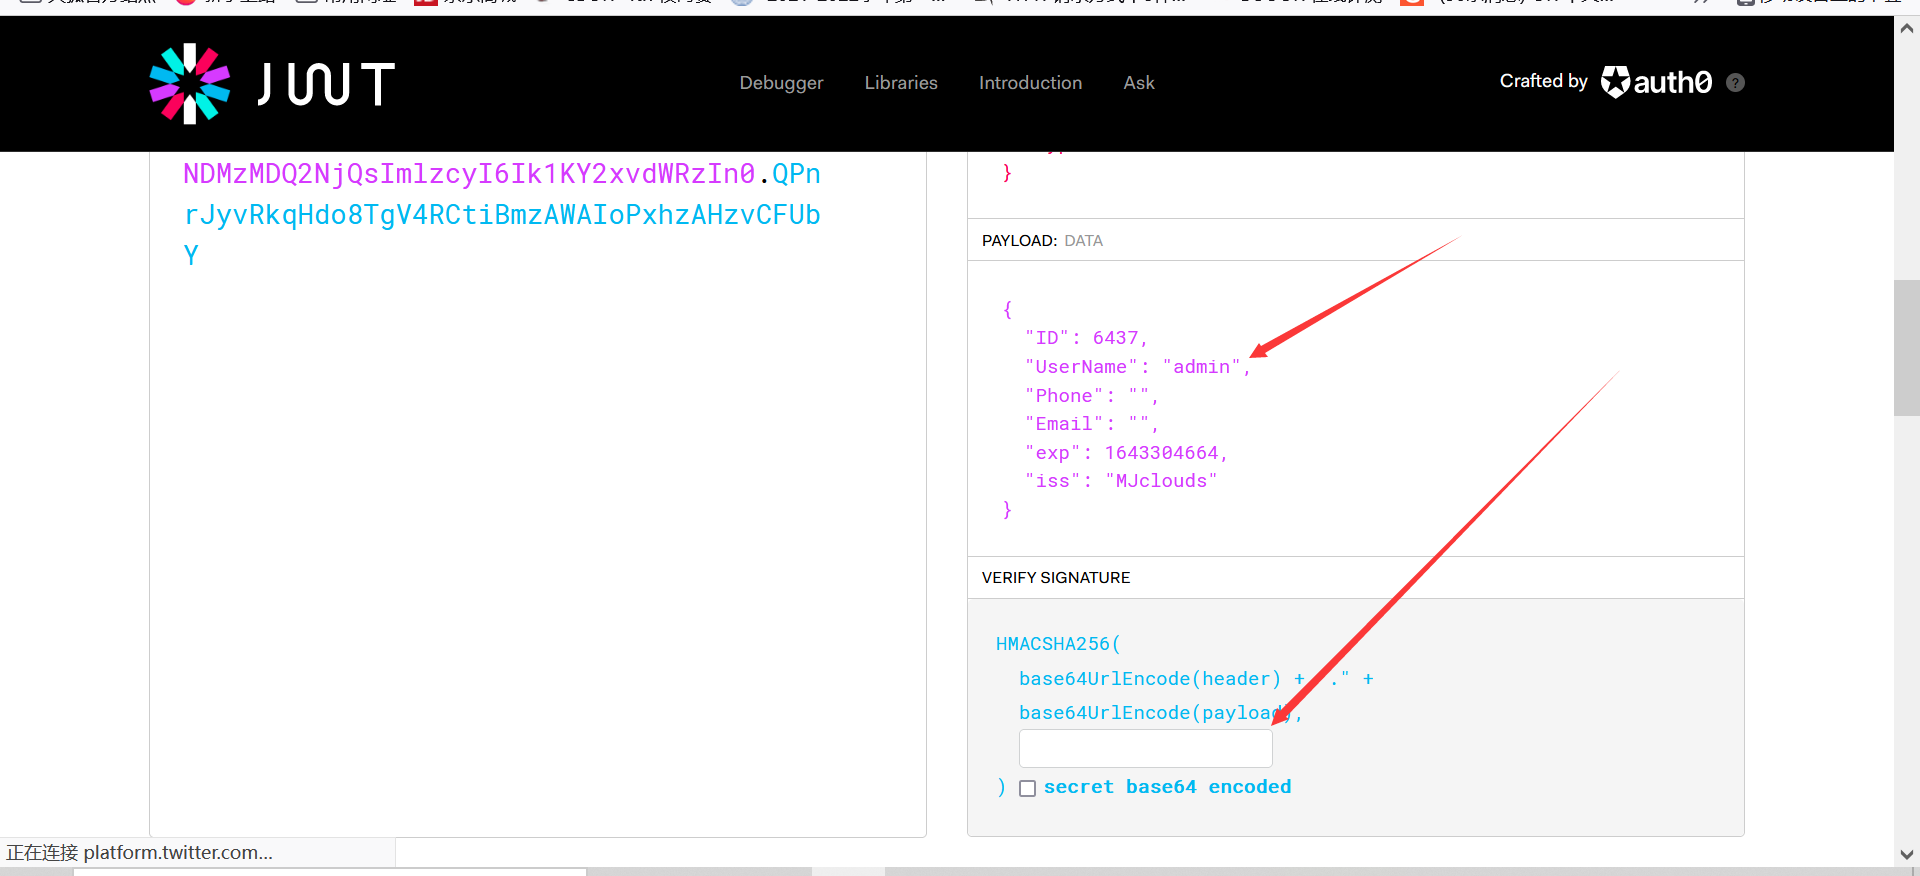 JWT
Debugger Libraries Introduction Ask
Crafted by auth0 ?
NDMzMDQ2NjQsImlzcyI6Ik1KY2xvdWRzIn0.QPn
rJyvRkqHdo8TgV4RCtiBmzAWAIoPxhzAHzvCFUb
Y
}
PAYLOAD: DATA
{
"ID": 6437,
"UserName": "admin",
"Phone": "",
"Email": "",
"exp": 1643304664,
"iss": "MJclouds"
}
VERIFY SIGNATURE
HMACSHA256(
base64UrlEncode(header) + "." +
base64UrlEncode(payload),
) secret base64 encoded
正在连接 platform.twitter.com...